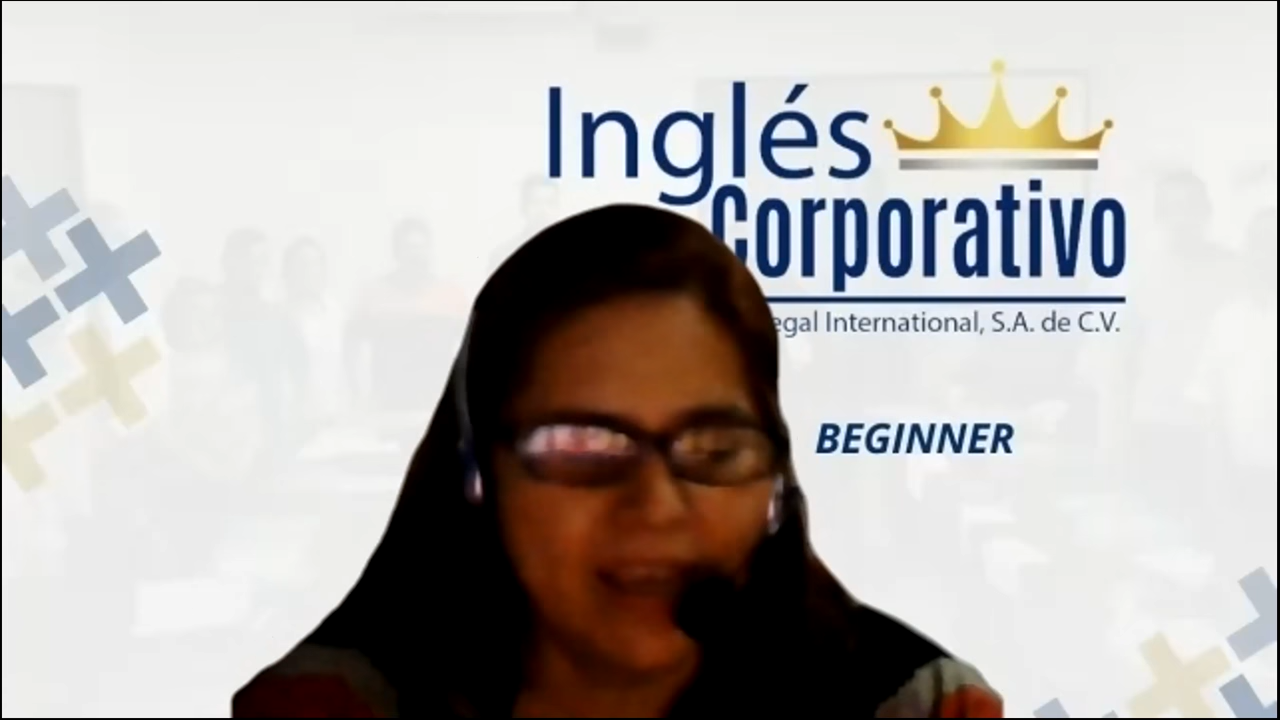 Inglés
Corporativo
egal International, S.A. de C.V.
BEGINNER